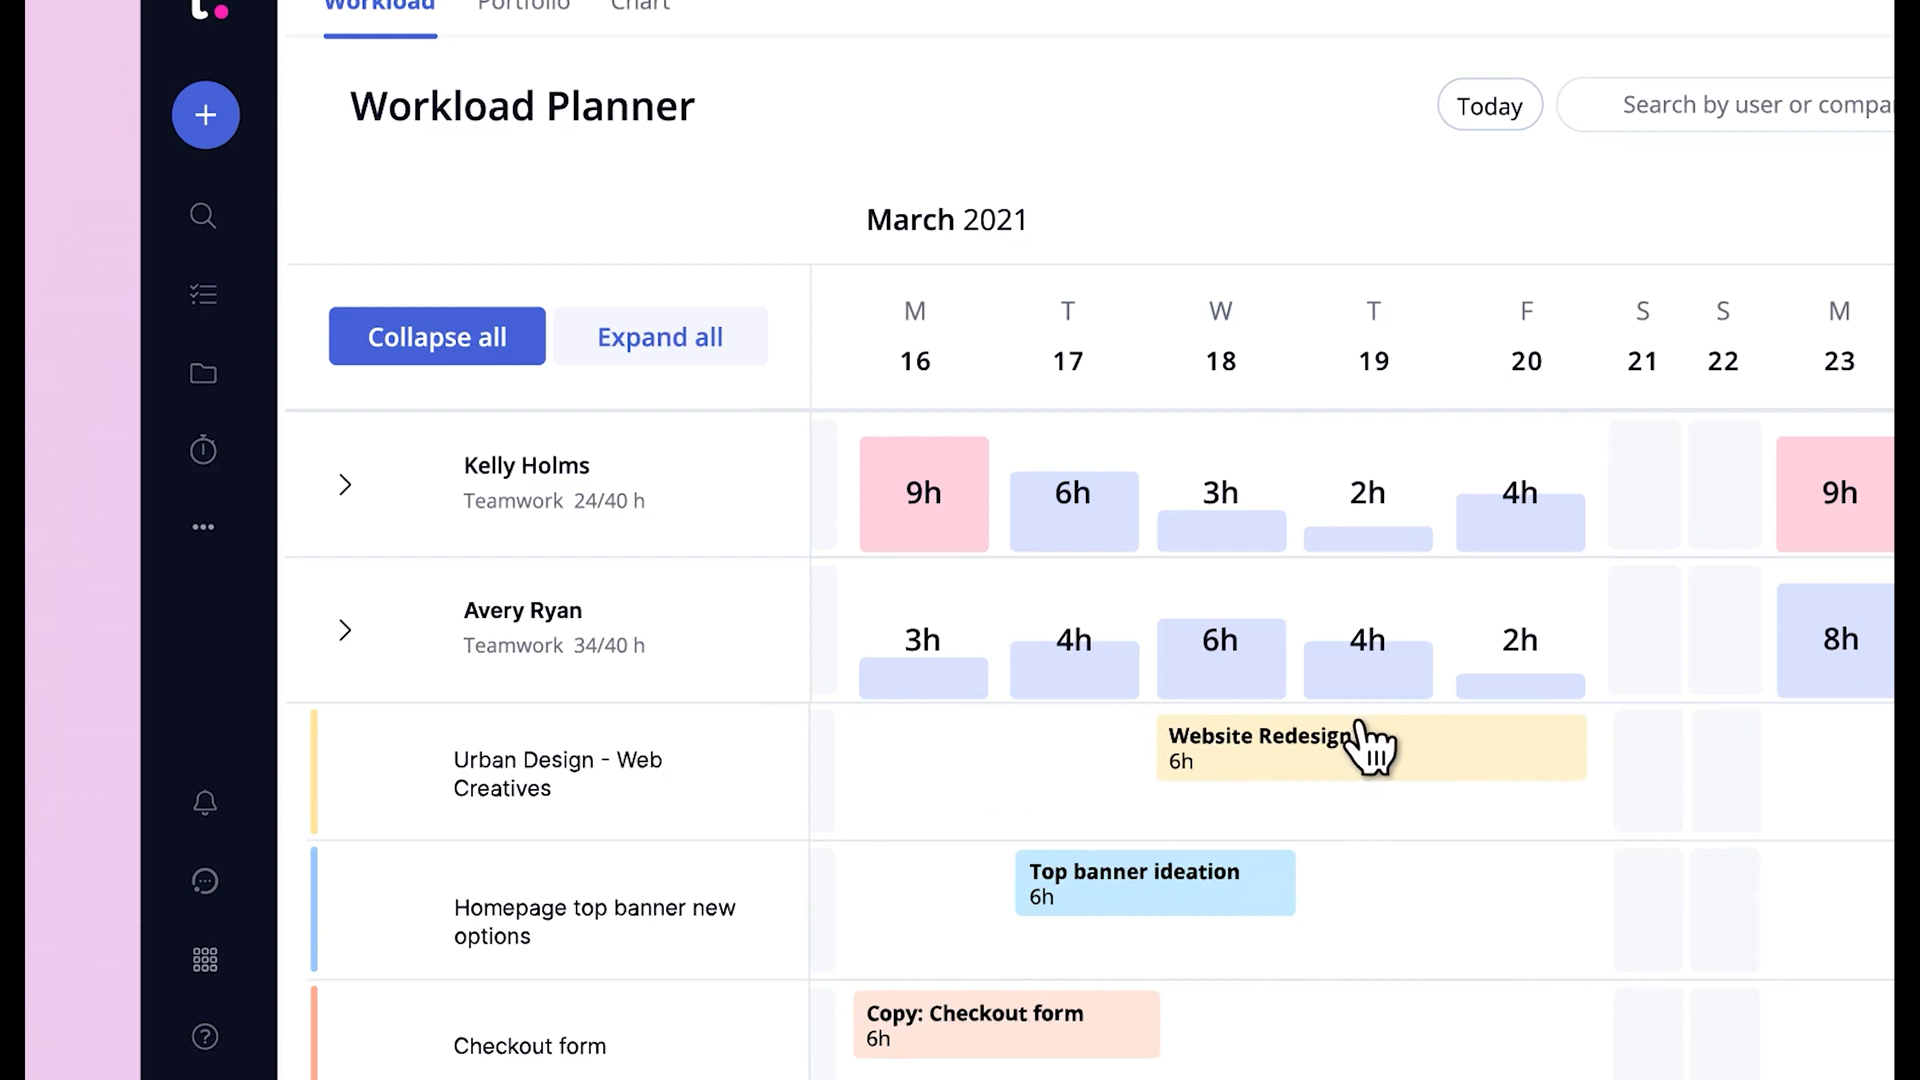 t.
Workload Portfolio Chart
Workload Planner
Today
Search by user or compa
March 2021
Collapse all
Expand all
M T W T F S S M
16 17 18 19 20 21 22 23
Kelly Holms
Teamwork 24/40 h
9h 6h 3h 2h 4h 9h
Avery Ryan
Teamwork 34/40 h
3h 4h 6h 4h 2h 8h
Urban Design - Web
Creatives
Website Redesign
6h
Homepage top banner new
options
Top banner ideation
6h
Checkout form
Copy: Checkout form
6h